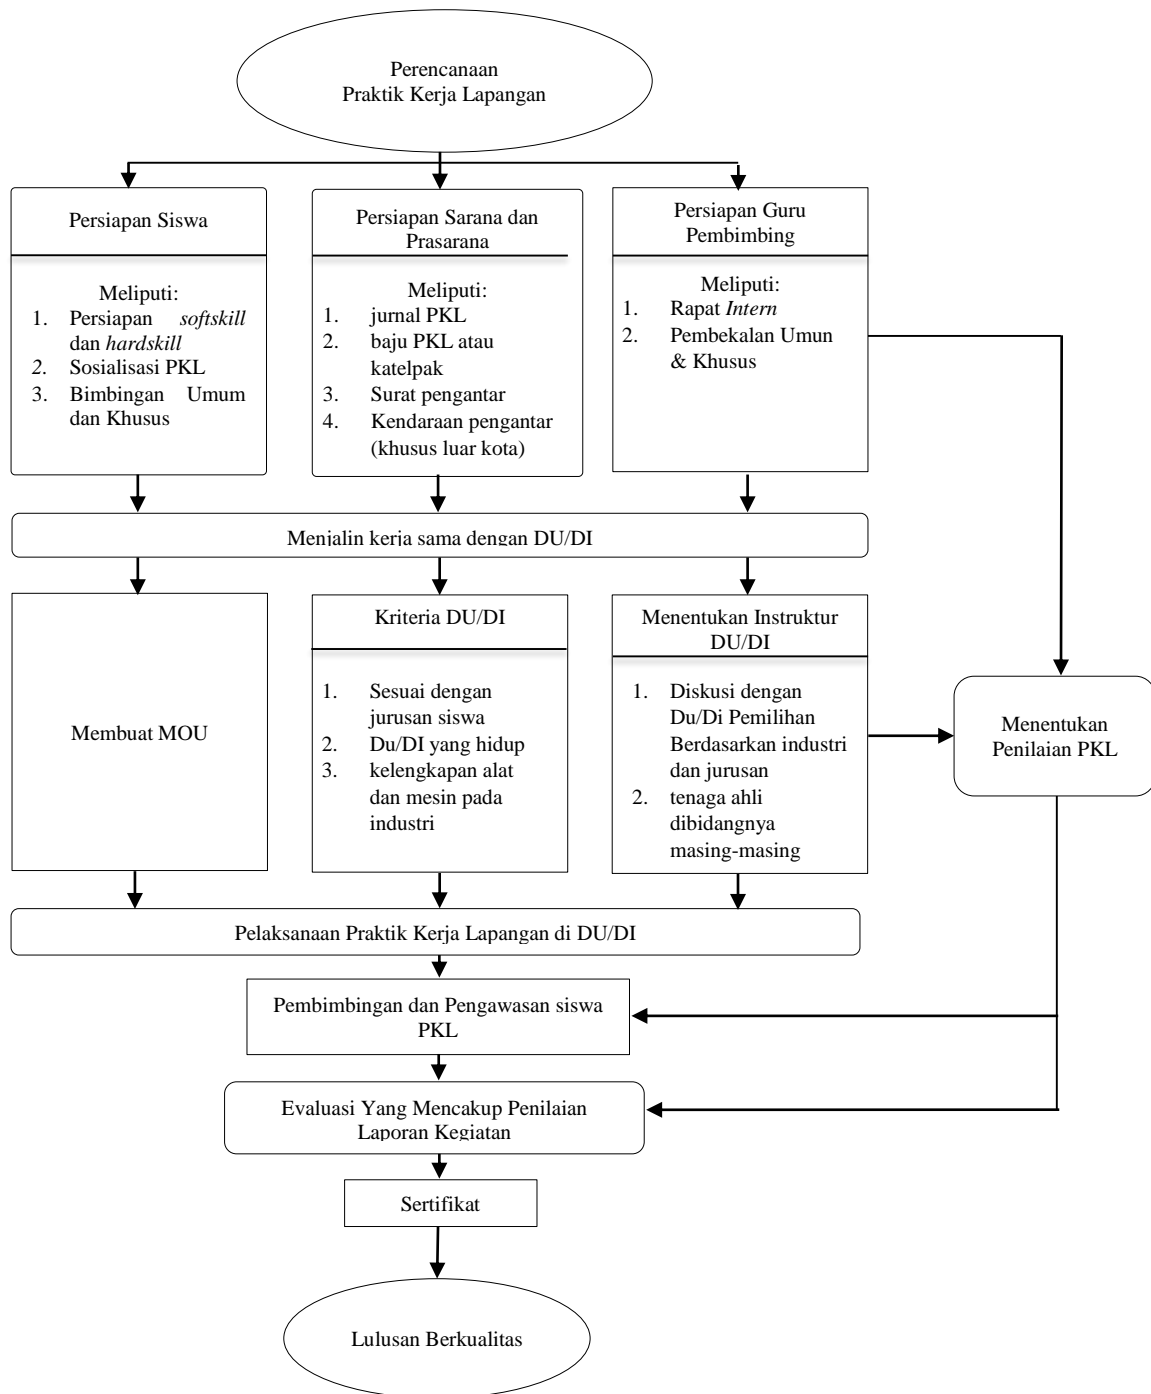 Perencanaan
Praktik Kerja Lapangan
Persiapan Siswa
Meliputi:
1. Persiapan softskill
dan hardskill
2. Sosialisasi PKL
3. Bimbingan Umum
dan Khusus
Persiapan Sarana dan
Prasarana
Meliputi:
1. jurnal PKL
2. baju PKL atau
katelpak
3. Surat pengantar
4. Kendaraan pengantar
(khusus luar kota)
Persiapan Guru
Pembimbing
Meliputi:
1. Rapat Intern
2. Pembekalan Umun
& Khusus
Menjalin kerja sama dengan DU/DI
Membuat MOU
Kriteria DU/DI
1. Sesuai dengan
jurusan siswa
2. Du/DI yang hidup
3. kelengkapan alat
dan mesin pada
industri
Menentukan Instruktur
DU/DI
1. Diskusi dengan
Du/Di Pemilihan
Berdasarkan industri
dan jurusan
2. tenaga ahli
dibidangnya
masing-masing
Menentukan
Penilaian PKL
Pelaksanaan Praktik Kerja Lapangan di DU/DI
Pembimbingan dan Pengawasan siswa
PKL
Evaluasi Yang Mencakup Penilaian
Laporan Kegiatan
Sertifikat
Lulusan Berkualitas